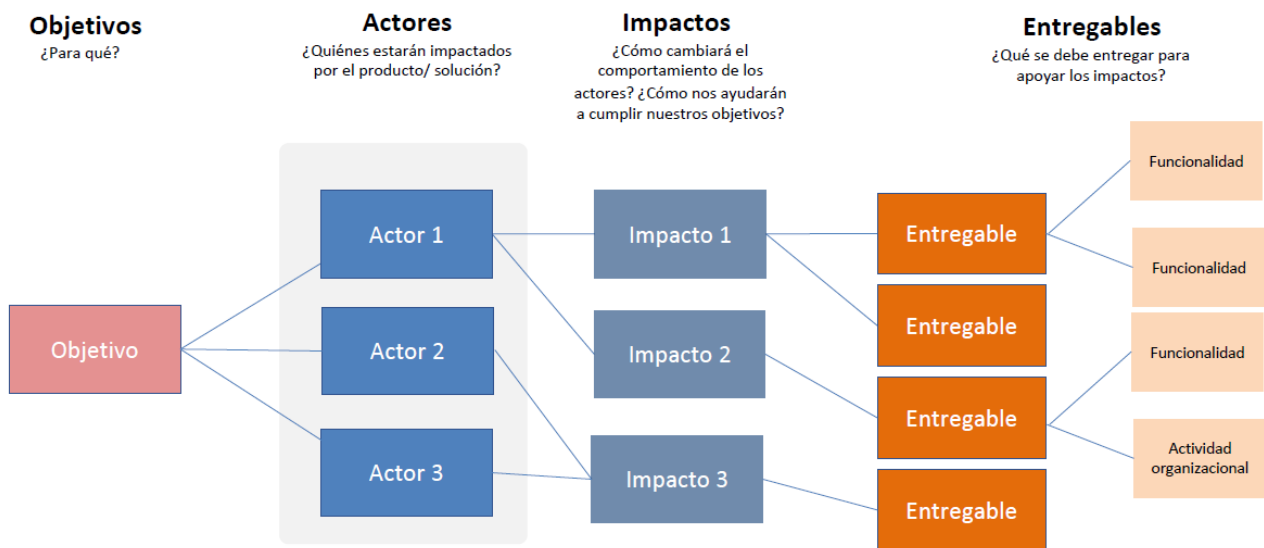 Objetivos
¿Para qué?
Actores
¿Quiénes estarán impactados
por el producto/ solución?
Impactos
¿Cómo cambiará el
comportamiento de los
actores? ¿Cómo nos ayudarán
a cumplir nuestros objetivos?
Entregables
¿Qué se debe entregar para
apoyar los impactos?
Objetivo
Actor 1
Actor 2
Actor 3
Impacto 1
Impacto 2
Impacto 3
Entregable
Entregable
Entregable
Entregable
Funcionalidad
Funcionalidad
Funcionalidad
Actividad
organizacional